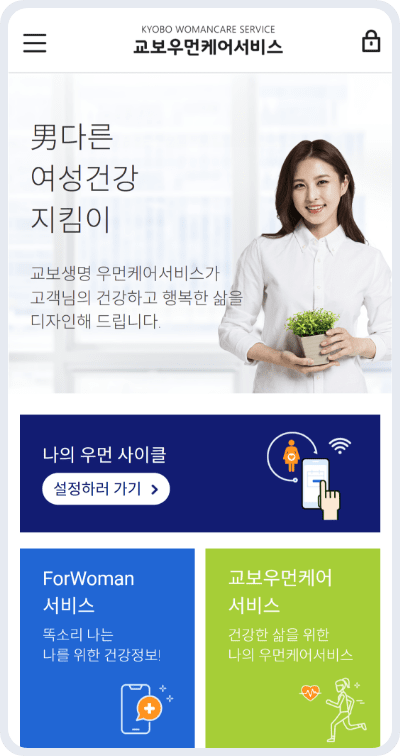 KYOBO WOMANCARE SERVICE
교보우먼케어서비스
男다른
여성건강
지킴이
교보생명 우먼케어서비스가
고객님의 건강하고 행복한 삶을
디자인해 드립니다.
나의 우먼 사이클
설정하러 가기
ForWoman
서비스
똑소리 나는
나를 위한 건강정보!
교보우먼케어
서비스
건강한 삶을 위한
나의 우먼케어서비스